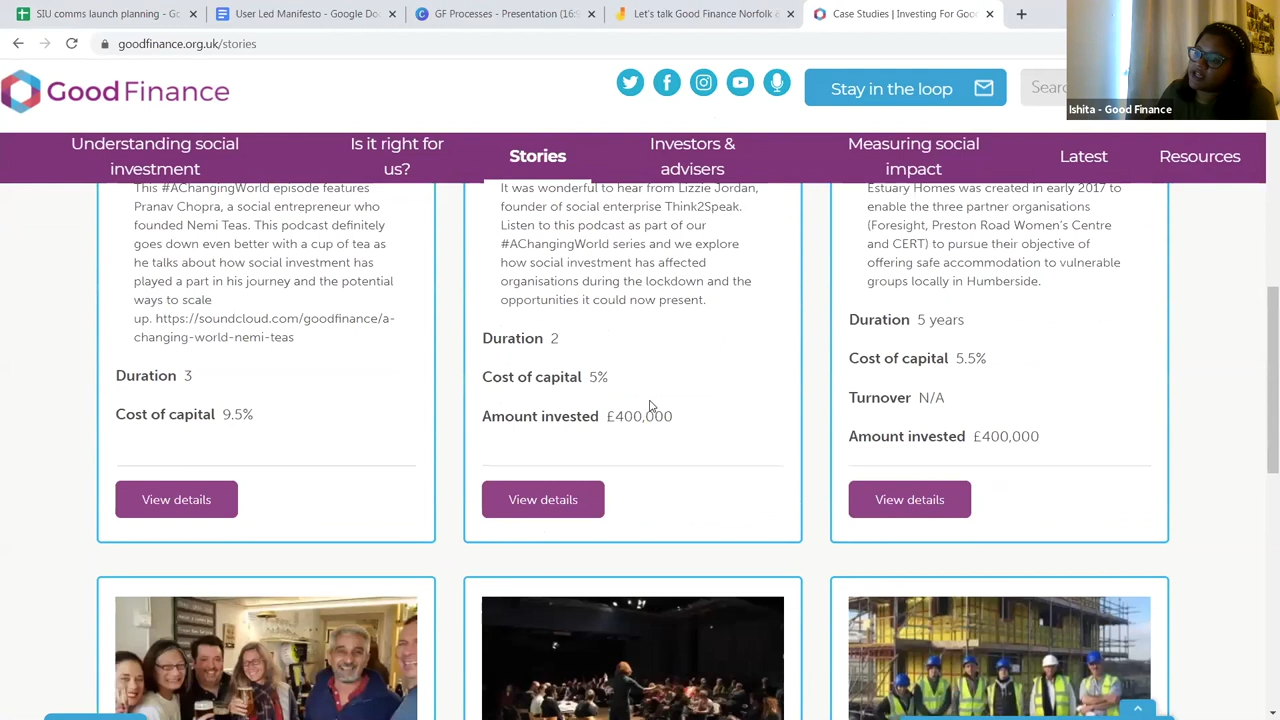 SIU comms launch planning - Gc
User Led Manifesto - Google Do
GF Processes - Presentation (16:9
Let's talk Good Finance Norfolk &
Case Studies | Investing For Goo
goodfinance.org.uk/stories
Ishita - Good Finance
GoodFinance
Stay in the loop
Searc
Understanding social
investment
Is it right for
us?
Stories
Investors &
advisers
Measuring social
impact
Latest
Resources
This #AChangingWorld episode features
Pranav Chopra, a social entrepreneur who
founded Nemi Teas. This podcast definitely
goes down even better with a cup of tea as
he talks about how social investment has
played a part in his journey and the potential
ways to scale
up. https://soundcloud.com/goodfinance/a-
changing-world-nemi-teas
Duration 3
Cost of capital 9.5%
View details
It was wonderful to hear from Lizzie Jordan,
founder of social enterprise Think2Speak.
Listen to this podcast as part of our
#AChangingWorld series and we explore
how social investment has affected
organisations during the lockdown and the
opportunities it could now present.
Duration 2
Cost of capital 5%
Amount invested £400,000
View details
Estuary Homes was created in early 2017 to
enable the three partner organisations
(Foresight, Preston Road Women's Centre
and CERT) to pursue their objective of
offering safe accommodation to vulnerable
groups locally in Humberside.
Duration 5 years
Cost of capital 5.5%
Turnover N/A
Amount invested £400,000
View details